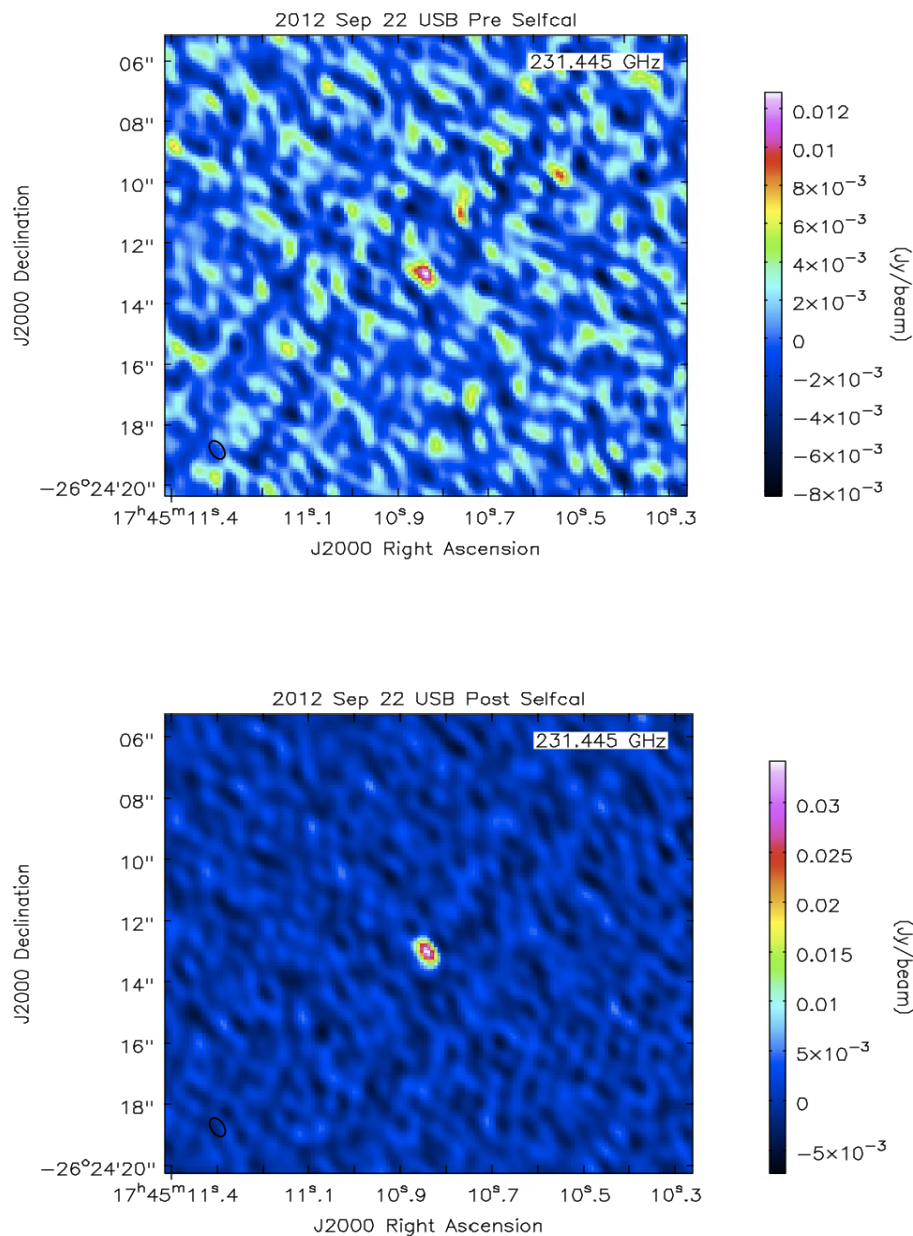 2012 Sep 22 USB Pre Selfcal
231.445 GHz
06"
08"
10"
12"
14"
16"
18"
−26°24'20"
J2000 Declination
17ʰ45ᵐ11ˢ.4
11ˢ.1
10ˢ.9
10ˢ.7
10ˢ.5
10ˢ.3
J2000 Right Ascension
0.012
0.01
8×10⁻³
6×10⁻³
4×10⁻³
2×10⁻³
0
−2×10⁻³
−4×10⁻³
−6×10⁻³
−8×10⁻³
(Jy/beam)
2012 Sep 22 USB Post Selfcal
231.445 GHz
06"
08"
10"
12"
14"
16"
18"
−26°24'20"
J2000 Declination
17ʰ45ᵐ11ˢ.4
11ˢ.1
10ˢ.9
10ˢ.7
10ˢ.5
10ˢ.3
J2000 Right Ascension
0.03
0.025
0.02
0.015
0.01
5×10⁻³
0
−5×10⁻³
(Jy/beam)